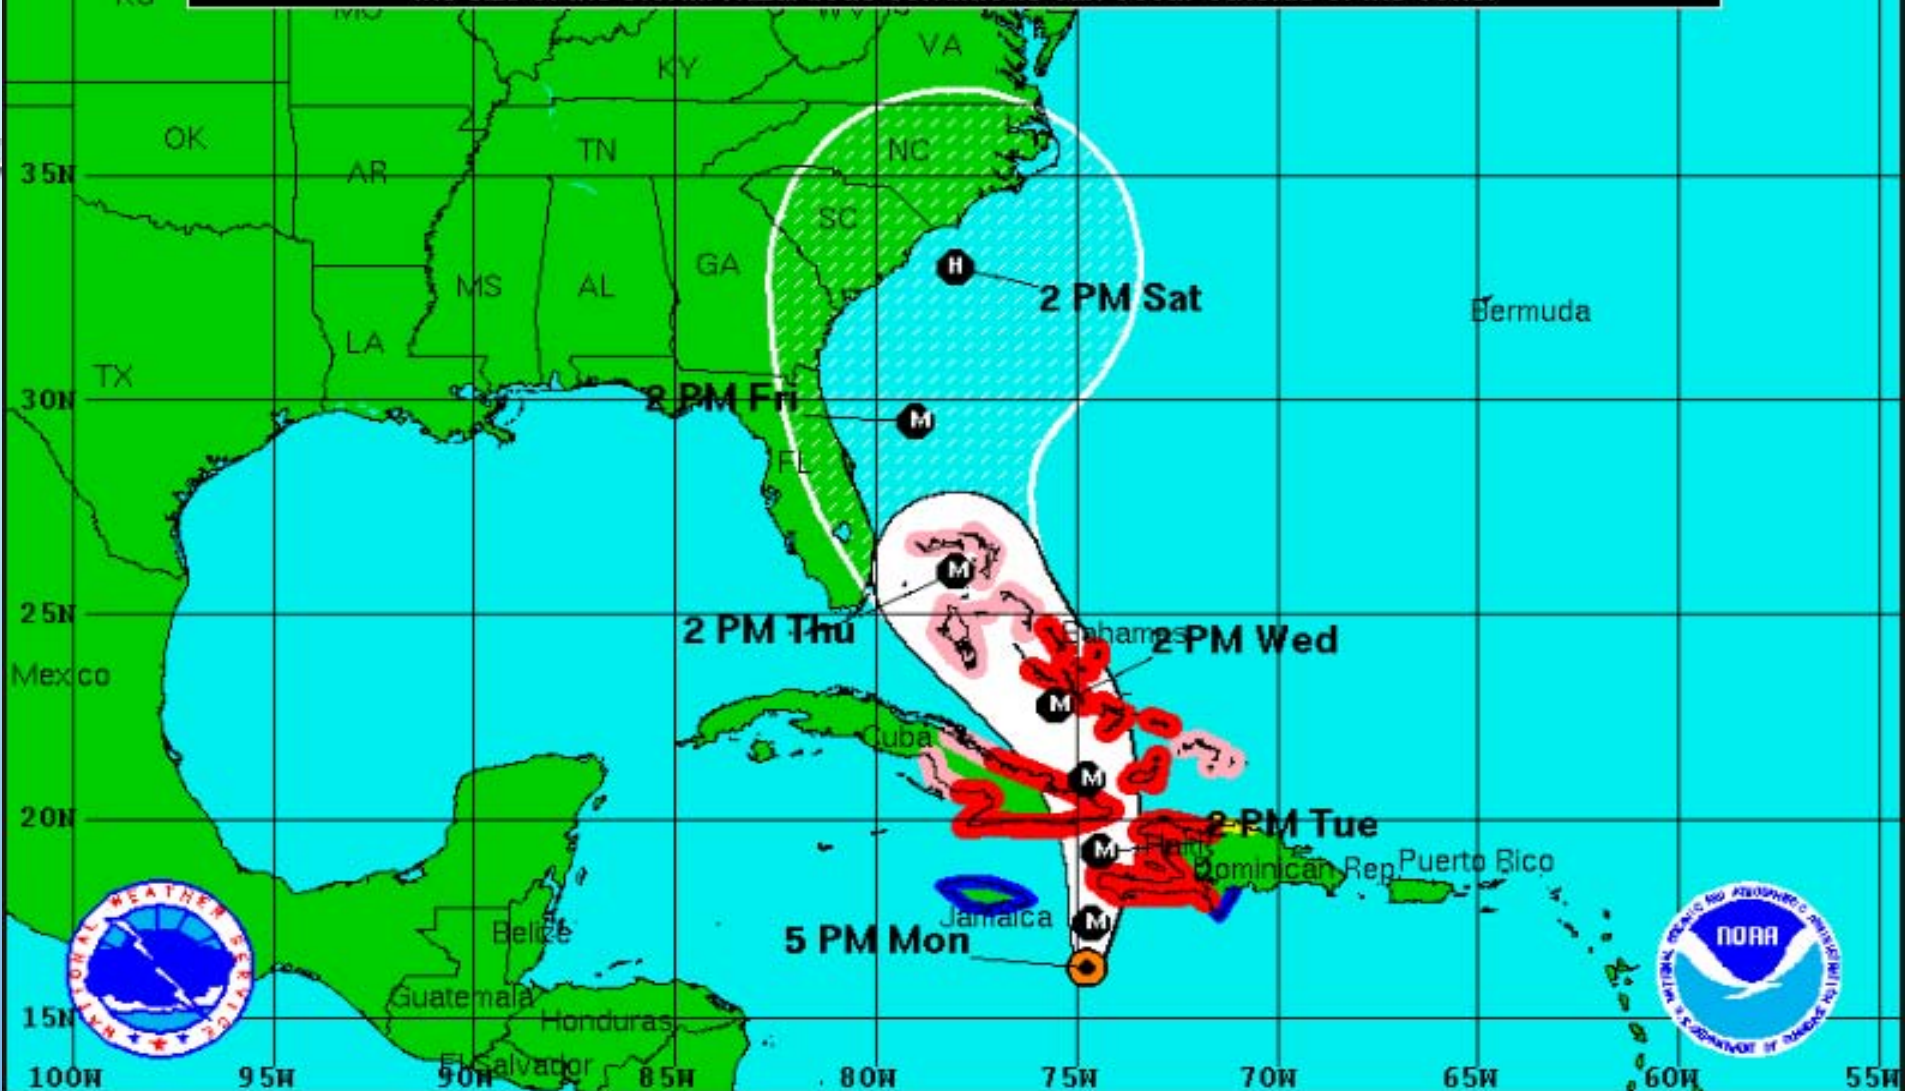 KY
VA
OK
TN
NC
AR
35N
SC
GA
MS
AL
2 PM Sat
Bermuda
LA
TX
2 PM Fri
30N
FL
25N
2 PM Thu
Bahamas
2 PM Wed
Mexico
Cuba
20N
2 PM Tue
Haiti
Dominican Rep
Puerto Rico
Jamaica
Belize
5 PM Mon
NATIONAL WEATHER SERVICE
NOAA
Guatemala
15N
Honduras
El Salvador
100W 95W 90W 85W 80W 75W 70W 65W 60W 55W
H
M
M
M
M
M
M